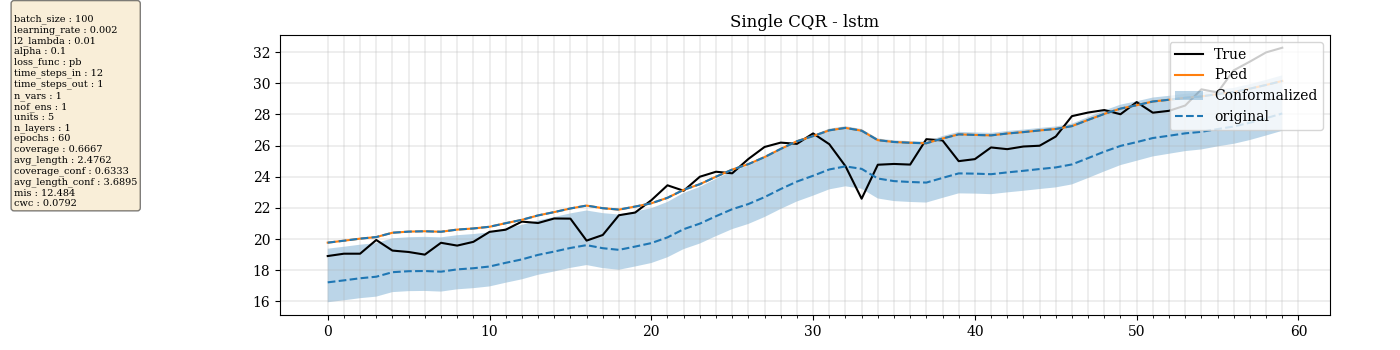 batch_size : 100
learning_rate : 0.002
l2_lambda : 0.01
alpha : 0.1
loss_func : pb
time_steps_in : 12
time_steps_out : 1
n_vars : 1
nof_ens : 1
units : 5
n_layers : 1
epochs : 60
coverage : 0.6667
avg_length : 2.4762
coverage_conf : 0.6333
avg_length_conf : 3.6895
mis : 12.484
cwc : 0.0792
Single CQR - lstm
32
30
28
26
24
22
20
18
16
True
Pred
Conformalized
original
0 10 20 30 40 50 60